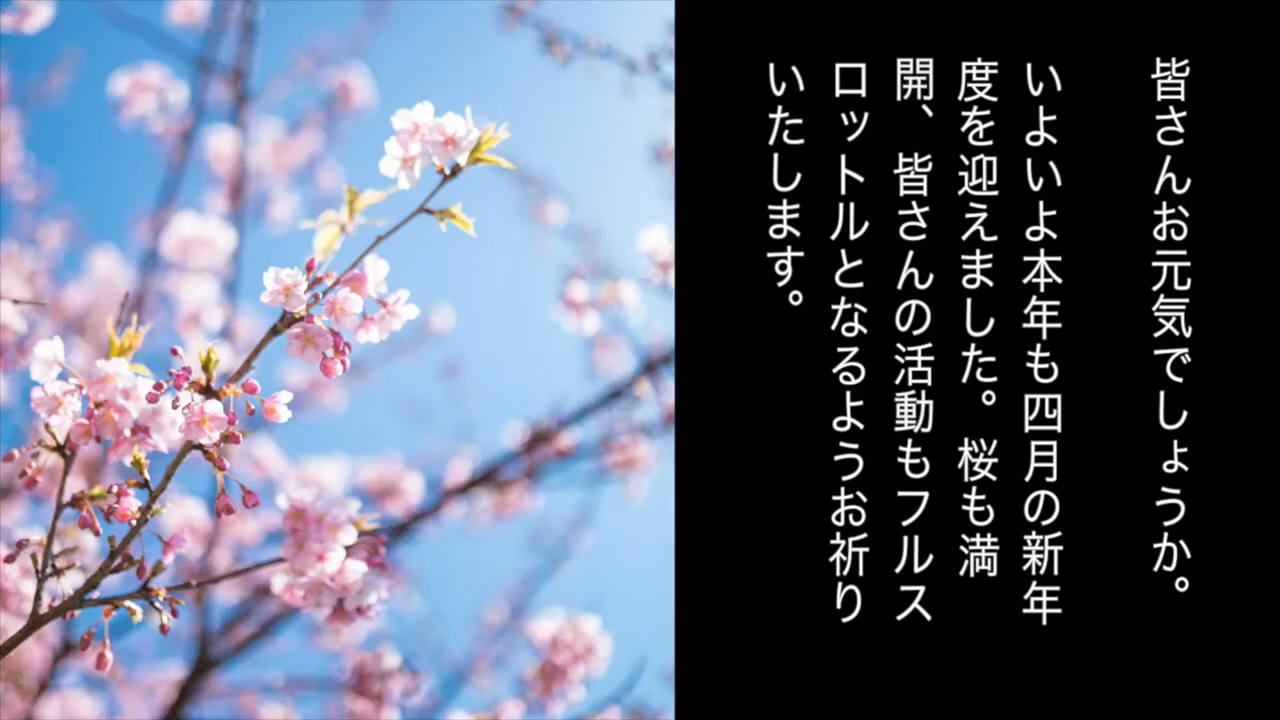 皆さんお元気でしょうか。
いよいよ本年も四月の新年
度を迎えました。桜も満
開、皆さんの活動もフルス
ロットルとなるようお祈り
いたします。